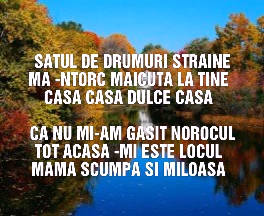 SATUL DE DRUMURI STRAINE
MA -NTORC MAICUTA LA TINE
CASA CASA DULCE CASA
CA NU MI-AM GASIT NOROCUL
TOT ACASA -MI ESTE LOCUL
MAMA SCUMPA SI MILOASA